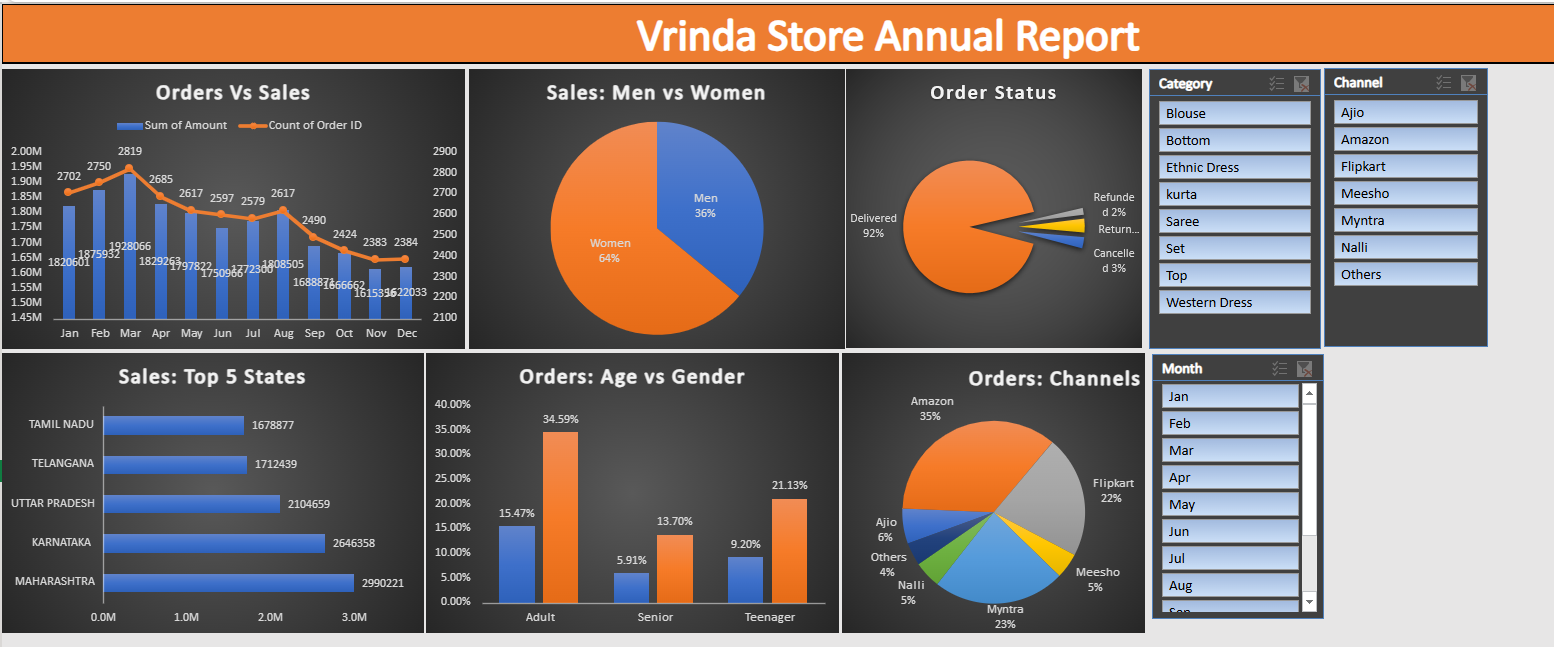 Vrinda Store Annual Report
Orders Vs Sales
Sum of Amount
Count of Order ID
2.00M
1.95M
1.90M
1.85M
1.80M
1.75M
1.70M
1.65M
1.60M
1.55M
1.50M
1.45M
2702
2750
2819
2685
2617
2597
2579
2617
2490
2424
2383
2384
1820601
1875932
1928066
1829263
1797822
1750966
1772300
1808505
1688871
1666662
1615356
1622033
2900
2800
2700
2600
2500
2400
2300
2200
2100
Jan Feb Mar Apr May Jun Jul Aug Sep Oct Nov Dec
Sales: Men vs Women
Men
36%
Women
64%
Order Status
Delivered
92%
Refunde
d 2%
Return...
Cancelle
d 3%
Category
Blouse
Bottom
Ethnic Dress
kurta
Saree
Set
Top
Western Dress
Channel
Ajio
Amazon
Flipkart
Meesho
Myntra
Nalli
Others
Sales: Top 5 States
TAMIL NADU 1678877
TELANGANA 1712439
UTTAR PRADESH 2104659
KARNATAKA 2646358
MAHARASHTRA 2990221
0.0M 1.0M 2.0M 3.0M
Orders: Age vs Gender
40.00%
35.00%
30.00%
25.00%
20.00%
15.00%
10.00%
5.00%
0.00%
15.47%
34.59%
5.91%
13.70%
9.20%
21.13%
Adult Senior Teenager
Orders: Channels
Amazon
35%
Flipkart
22%
Meesho
5%
Myntra
23%
Nalli
5%
Others
4%
Ajio
6%
Month
Jan
Feb
Mar
Apr
May
Jun
Jul
Aug
Sep